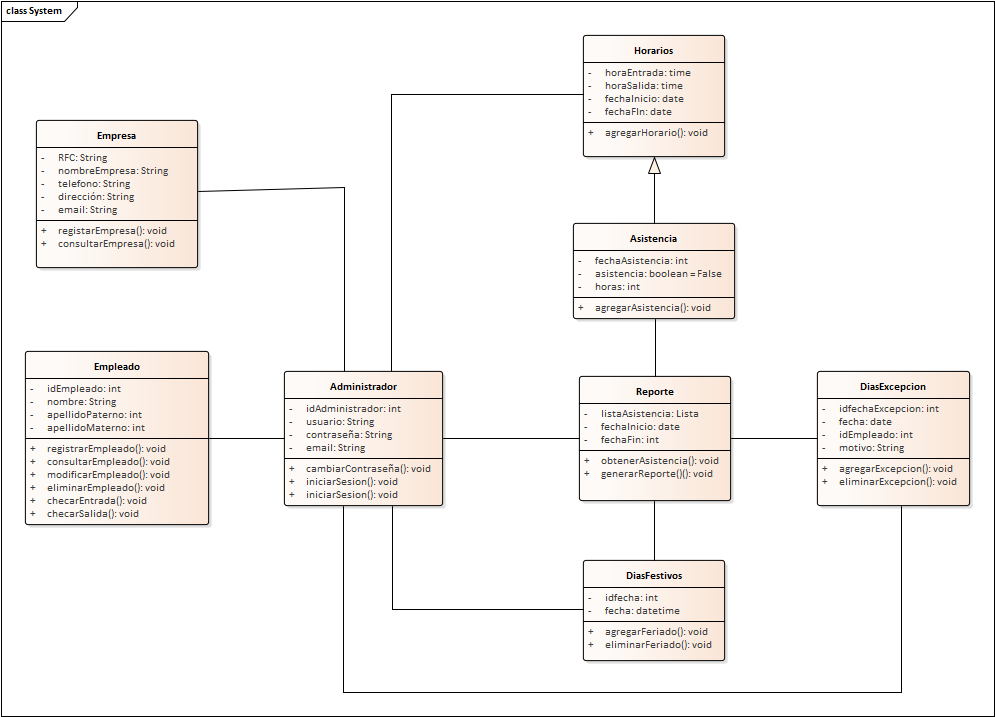 class System
Horarios
- horaEntrada: time
- horaSalida: time
- fechaInicio: date
- fechaFIn: date
+ agregarHorario(): void
Empresa
- RFC: String
- nombreEmpresa: String
- telefono: String
- dirección: String
- email: String
+ registarEmpresa(): void
+ consultarEmpresa(): void
Asistencia
- fechaAsistencia: int
- asistencia: boolean = False
- horas: int
+ agregarAsistencia(): void
Empleado
- idEmpleado: int
- nombre: String
- apellidoPaterno: int
- apellidoMaterno: int
+ registrarEmpleado(): void
+ consultarEmpleado(): void
+ modificarEmpleado(): void
+ eliminarEmpleado(): void
+ checarEntrada(): void
+ checarSalida(): void
Administrador
- idAdministrador: int
- usuario: String
- contraseña: String
- email: String
+ cambiarContraseña(): void
+ iniciarSesion(): void
+ iniciarSesion(): void
Reporte
- listaAsistencia: Lista
- fechaInicio: date
- fechaFin: int
+ obtenerAsistencia(): void
+ generarReporte()(): void
DiasExcepcion
- idfechaExcepcion: int
- fecha: date
- idEmpleado: int
- motivo: String
+ agregarExcepcion(): void
+ eliminarExcepcion(): void
DiasFestivos
- idfecha: int
- fecha: datetime
+ agregarFeriado(): void
+ eliminarFeriado(): void